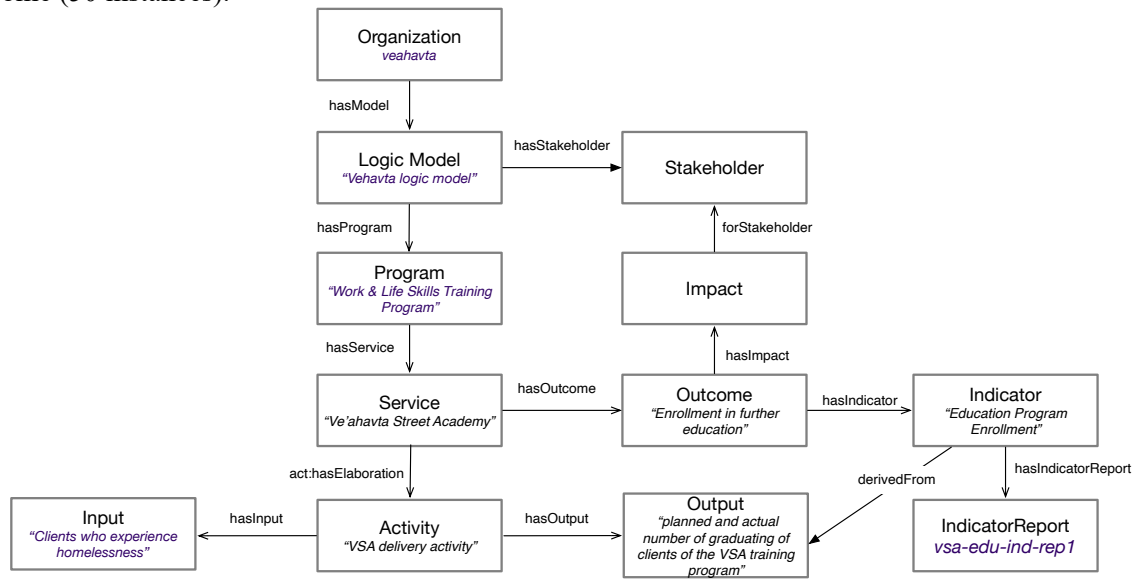 Organization
veahavta
hasModel
Logic Model
“Vehavta logic model”
hasStakeholder
Stakeholder
hasProgram
forStakeholder
Program
“Work & Life Skills Training
Program”
Impact
hasService
hasImpact
Service
“Ve’ahavta Street Academy”
hasOutcome
Outcome
“Enrollment in further
education”
hasIndicator
Indicator
“Education Program
Enrollment”
act:hasElaboration
derivedFrom
hasIndicatorReport
Input
“Clients who experience
homelessness”
hasInput
Activity
“VSA delivery activity”
hasOutput
Output
“planned and actual
number of graduating of
clients of the VSA training
program”
IndicatorReport
vsa-edu-ind-rep1